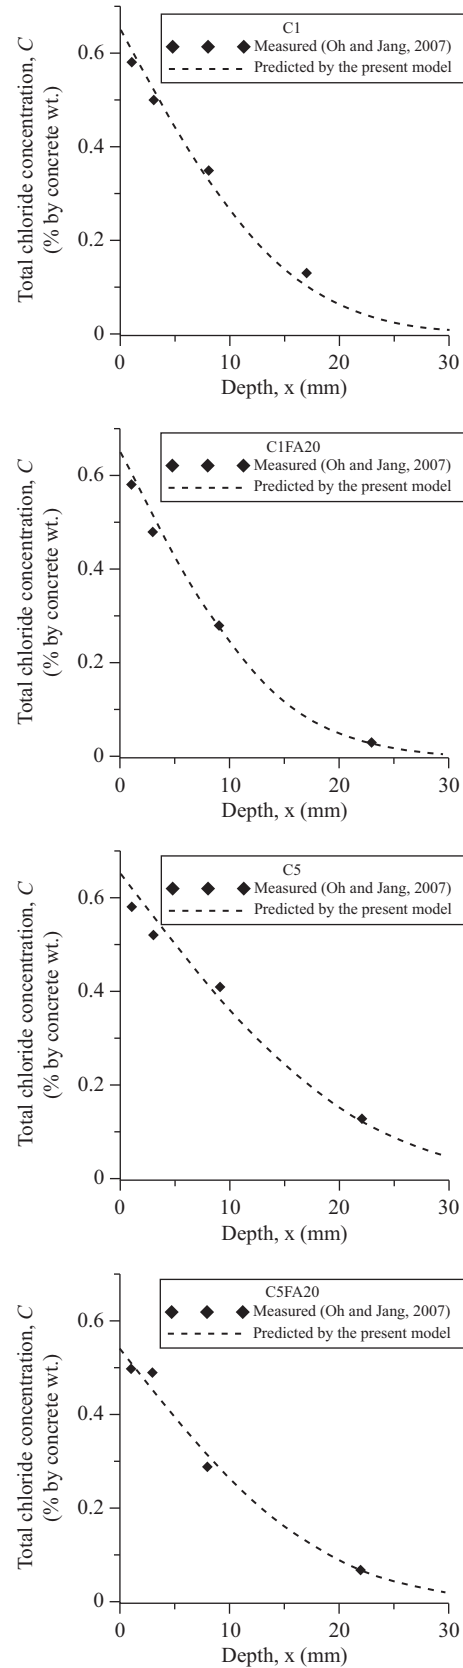 C1
Measured (Oh and Jang, 2007)
Predicted by the present model
Total chloride concentration, C
(% by concrete wt.)
0.6
0.4
0.2
0
0 10 20 30
Depth, x (mm)
C1FA20
Measured (Oh and Jang, 2007)
Predicted by the present model
Total chloride concentration, C
(% by concrete wt.)
0.6
0.4
0.2
0
0 10 20 30
Depth, x (mm)
C5
Measured (Oh and Jang, 2007)
Predicted by the present model
Total chloride concentration, C
(% by concrete wt.)
0.6
0.4
0.2
0
0 10 20 30
Depth, x (mm)
C5FA20
Measured (Oh and Jang, 2007)
Predicted by the present model
Total chloride concentration, C
(% by concrete wt.)
0.6
0.4
0.2
0
0 10 20 30
Depth, x (mm)